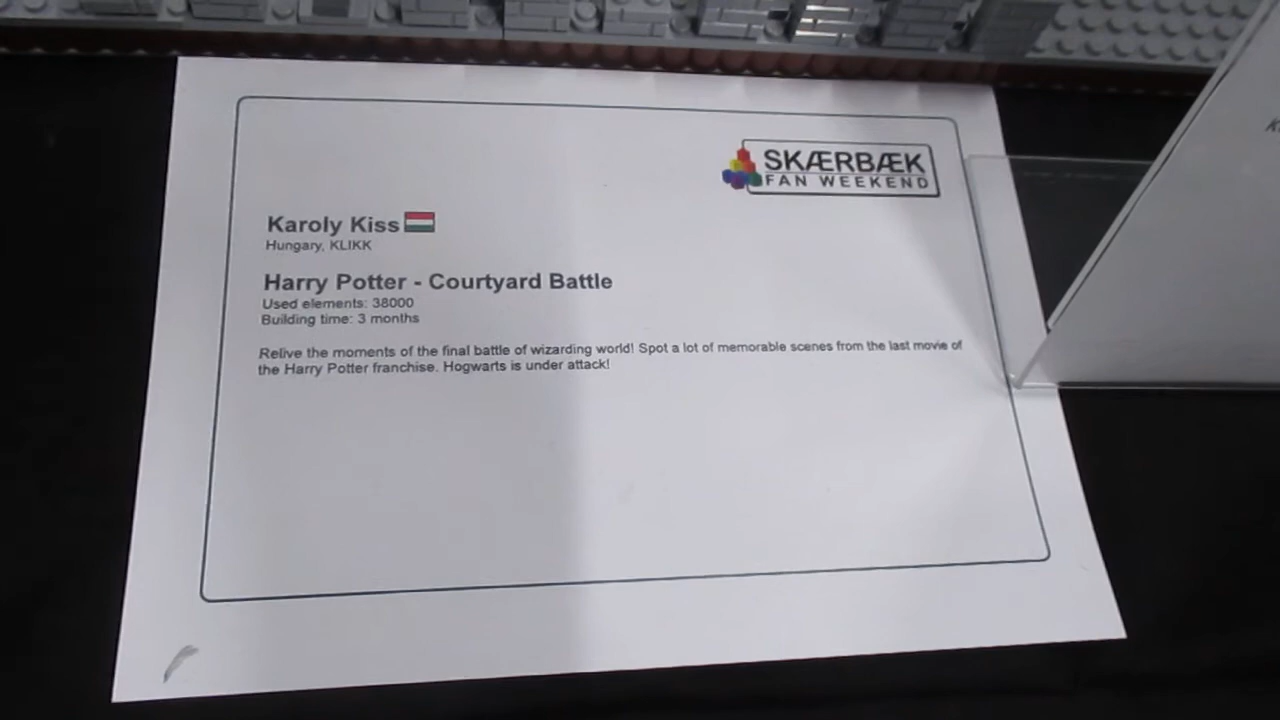 SKÆRBÆK
FAN WEEKEND
Karoly Kiss
Hungary, KLIKK
Harry Potter - Courtyard Battle
Used elements: 38000
Building time: 3 months
Relive the moments of the final battle of wizarding world! Spot a lot of memorable scenes from the last movie of
the Harry Potter franchise. Hogwarts is under attack!